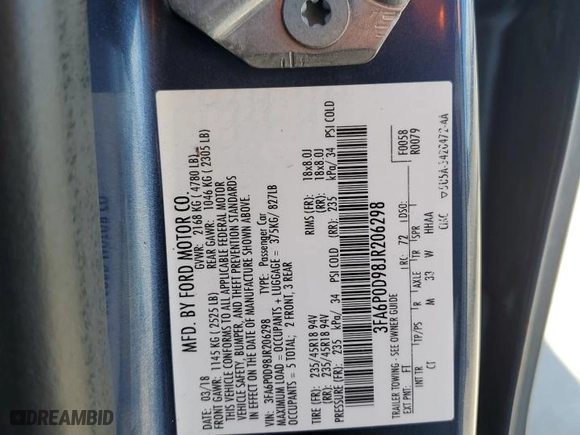 MFD. BY FORD MOTOR CO.
DATE: 03/18 GVWR: 2168 KG ( 4780 LB)
FRONT GAWR: 1145 KG ( 2525 LB) REAR GAWR: 1046 KG ( 2305 LB)
THIS VEHICLE CONFORMS TO ALL APPLICABLE FEDERAL MOTOR
VEHICLE SAFETY, BUMPER, AND THEFT PREVENTION STANDARDS
IN EFFECT ON THE DATE OF MANUFACTURE SHOWN ABOVE.
VIN: 3FA6P0D98JR206298 TYPE: Passenger Car
MAXIMUM LOAD = OCCUPANTS + LUGGAGE = 375KG/ 827LB
OCCUPANTS = 5 TOTAL: 2 FRONT, 3 REAR
TIRE (FR): 235/45R18 94V RIMS (FR): 18x8.0J
(RR): 235/45R18 94V (RR): 18x8.0J
PRESSURE (FR): 235 kPa/ 34 PSI COLD (RR): 235 kPa/ 34 PSI COLD
3FA6P0D98JR206298
TRAILER TOWING - SEE OWNER GUIDE
F0058
R0079
EXT PNT: FT RC: 72 DSO:
INT TR TP/PS R AXLE TR SPR
CT M 33 W HHAA
DREAMBID
DREAMBID